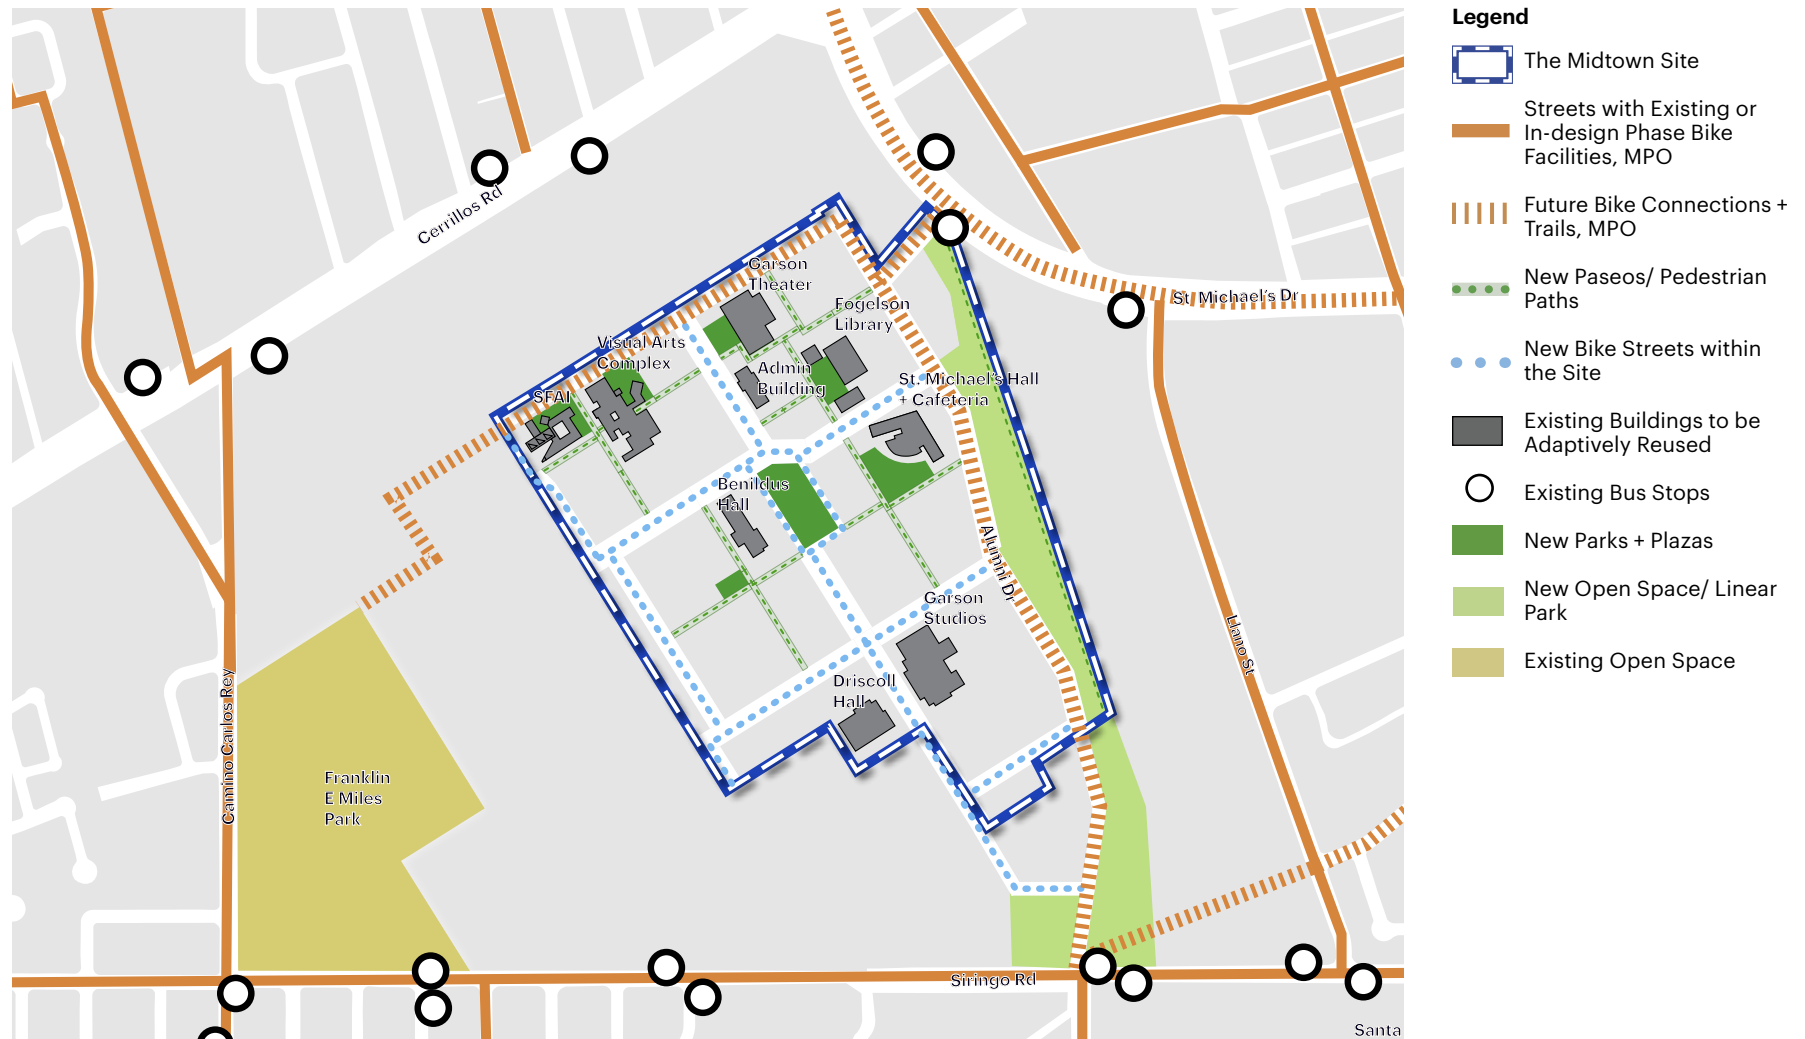 Legend
The Midtown Site
Streets with Existing or
In-design Phase Bike
Facilities, MPO
Future Bike Connections +
Trails, MPO
New Paseos/ Pedestrian
Paths
New Bike Streets within
the Site
Existing Buildings to be
Adaptively Reused
Existing Bus Stops
New Parks + Plazas
New Open Space/ Linear
Park
Existing Open Space
Cerrillos Rd
Garson
Theater
Fogelson
Library
St. Michael's Dr
Visual Arts
Complex
Admin
Building
St. Michael's Hall
+ Cafeteria
SFAI
Benildus
Hall
Alumni Dr
Garson
Studios
Llano St
Driscoll
Hall
Camino Carlos Rey
Franklin
E Miles
Park
Siringo Rd
Santa